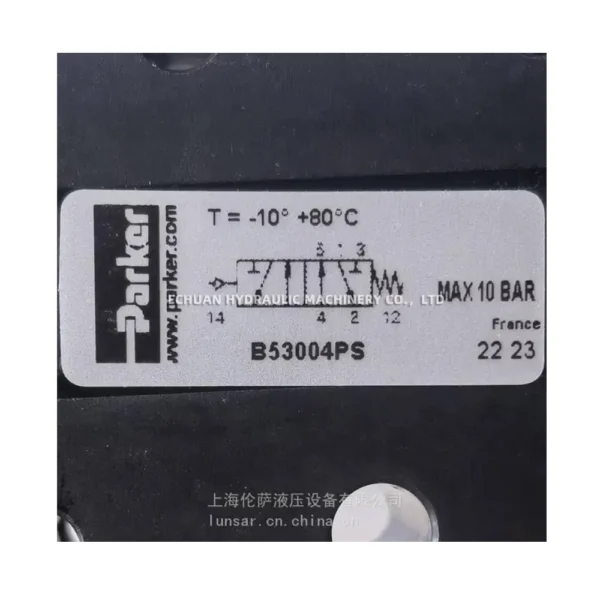 Parker
www.parker.com
T = -10° +80°C
5 1 3
ECHUAN HYDRAULIC MACHINERY CO., LTD
MAX 10 BAR
14 4 2 12
France
B53004PS
22 23
上海伦萨液压设备有限公司
lunsar.cn.china.cn